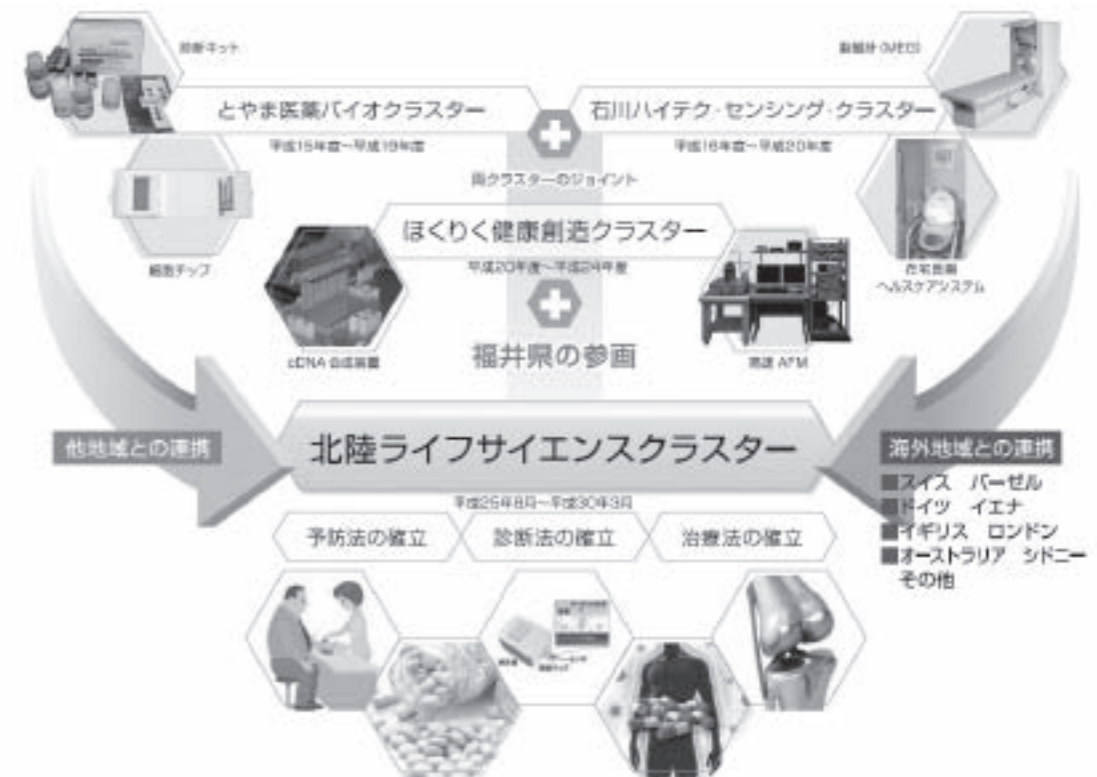 診断キット
脳磁計(MEG)
とやま医薬バイオクラスター
石川ハイテク・センシング・クラスター
平成15年度〜平成19年度
平成16年度〜平成20年度
両クラスターのジョイント
ほくりく健康創造クラスター
平成20年度〜平成24年度
細胞チップ
在宅医療
ヘルスケアシステム
cDNA合成装置
福井県の参画
高速AFM
北陸ライフサイエンスクラスター
他地域との連携
海外地域との連携
平成25年8月〜平成30年3月
■スイス バーゼル
■ドイツ イエナ
■イギリス ロンドン
■オーストラリア シドニー
その他
予防法の確立
診断法の確立
治療法の確立